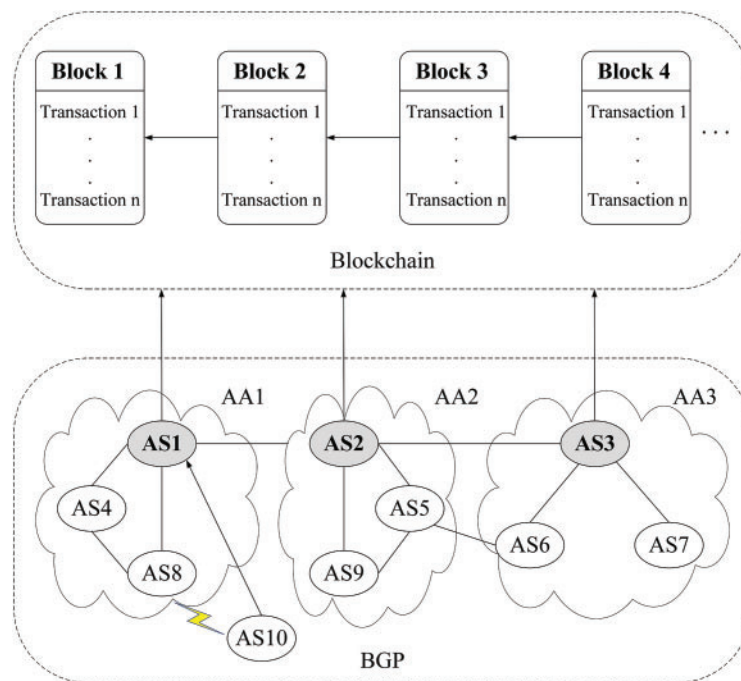 Block 1 Block 2 Block 3 Block 4
Transaction 1 Transaction 1 Transaction 1 Transaction 1
. . . .
. . . . . . .
. . . .
Transaction n Transaction n Transaction n Transaction n
Blockchain
AA1 AA2 AA3
AS1 AS2 AS3
AS4 AS5
AS6 AS7
AS8 AS9
AS10
BGP